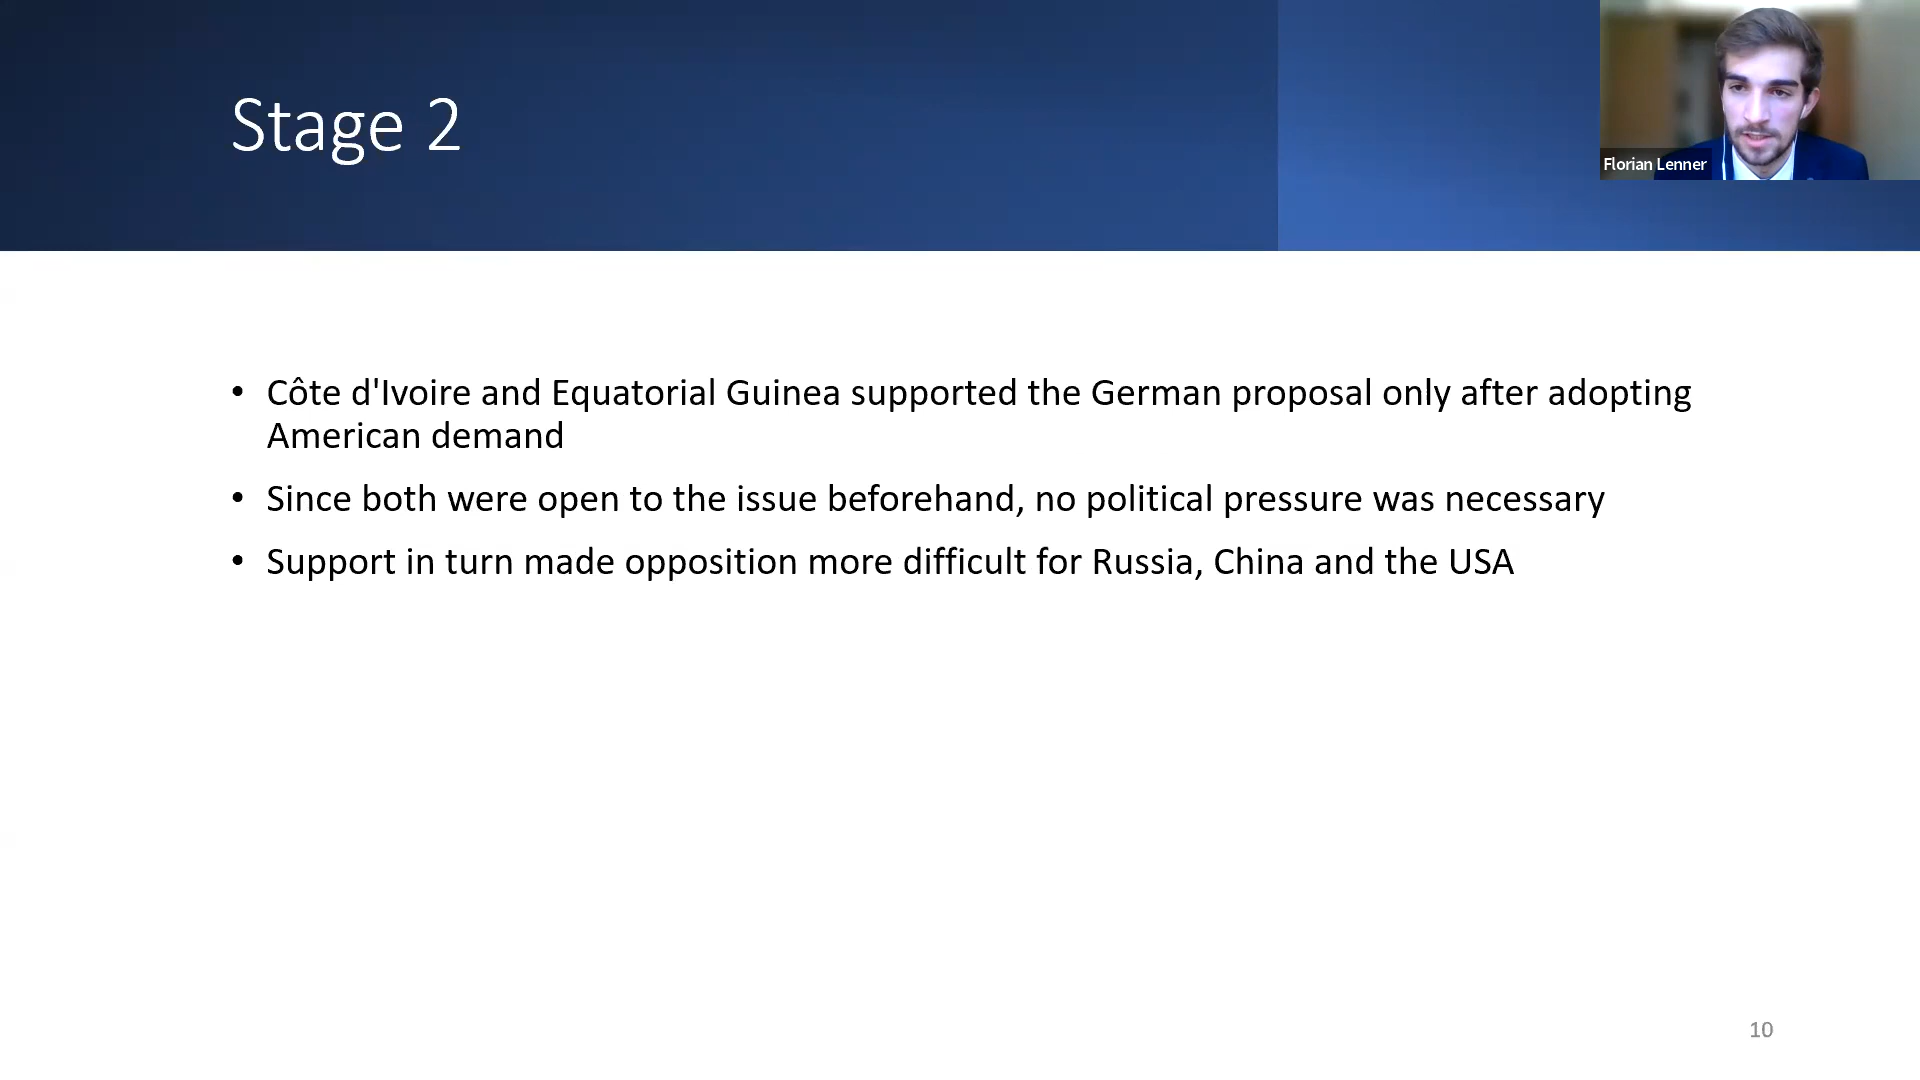 Stage 2
Florian Lenner
• Côte d'Ivoire and Equatorial Guinea supported the German proposal only after adopting
American demand
• Since both were open to the issue beforehand, no political pressure was necessary
• Support in turn made opposition more difficult for Russia, China and the USA
10